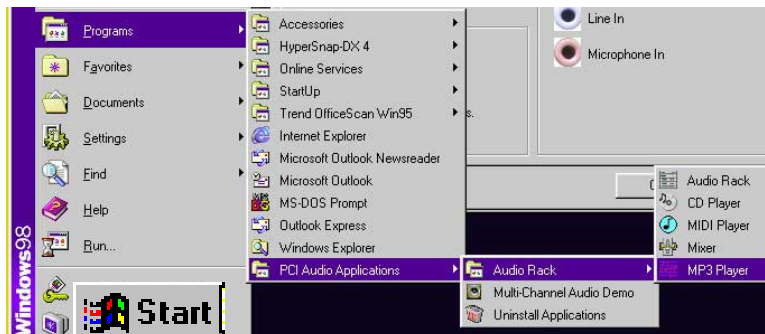 Programs
Favorites
Documents
Settings
Find
Help
Run...
Windows98
Start
Accessories
HyperSnap-DX 4
Online Services
StartUp
Trend OfficeScan Win95
Internet Explorer
Microsoft Outlook Newsreader
Microsoft Outlook
MS-DOS Prompt
Outlook Express
Windows Explorer
PCI Audio Applications
Audio Rack
Multi-Channel Audio Demo
Uninstall Applications
Audio Rack
CD Player
MIDI Player
Mixer
MP3 Player
Line In
Microphone In